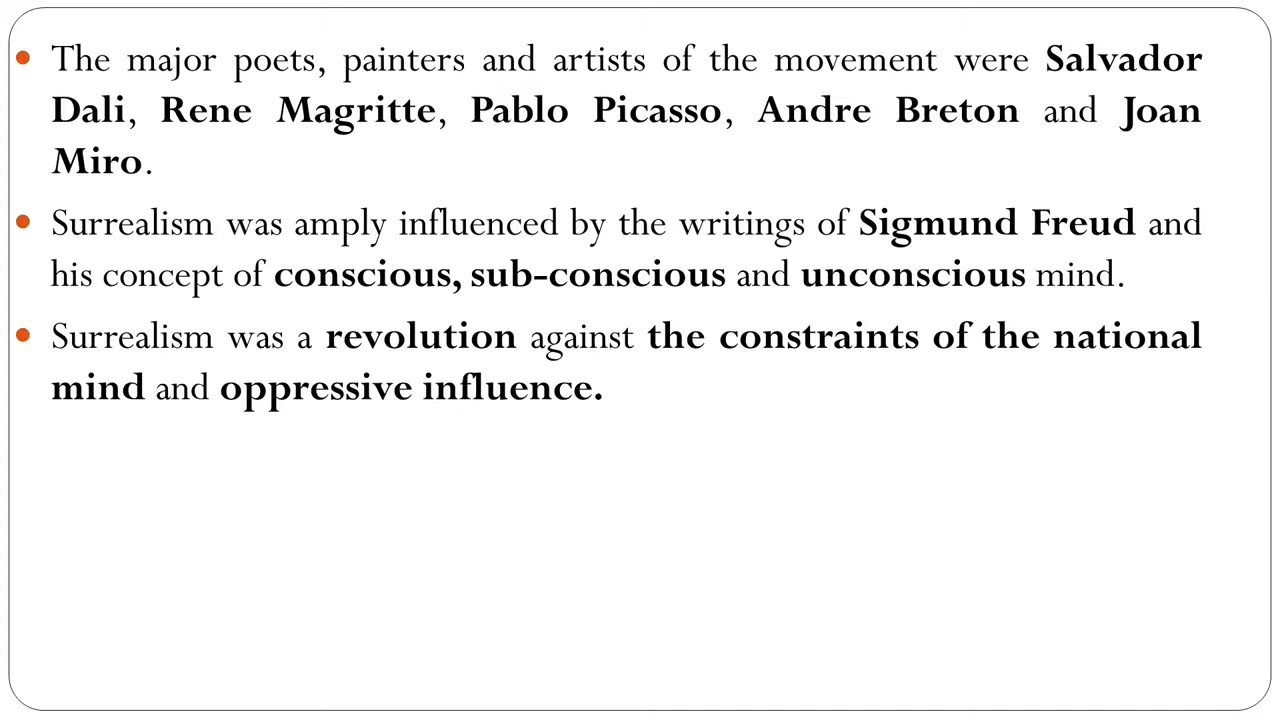 • The major poets, painters and artists of the movement were Salvador
Dali, Rene Magritte, Pablo Picasso, Andre Breton and Joan
Miro.
• Surrealism was amply influenced by the writings of Sigmund Freud and
his concept of conscious, sub-conscious and unconscious mind.
• Surrealism was a revolution against the constraints of the national
mind and oppressive influence.